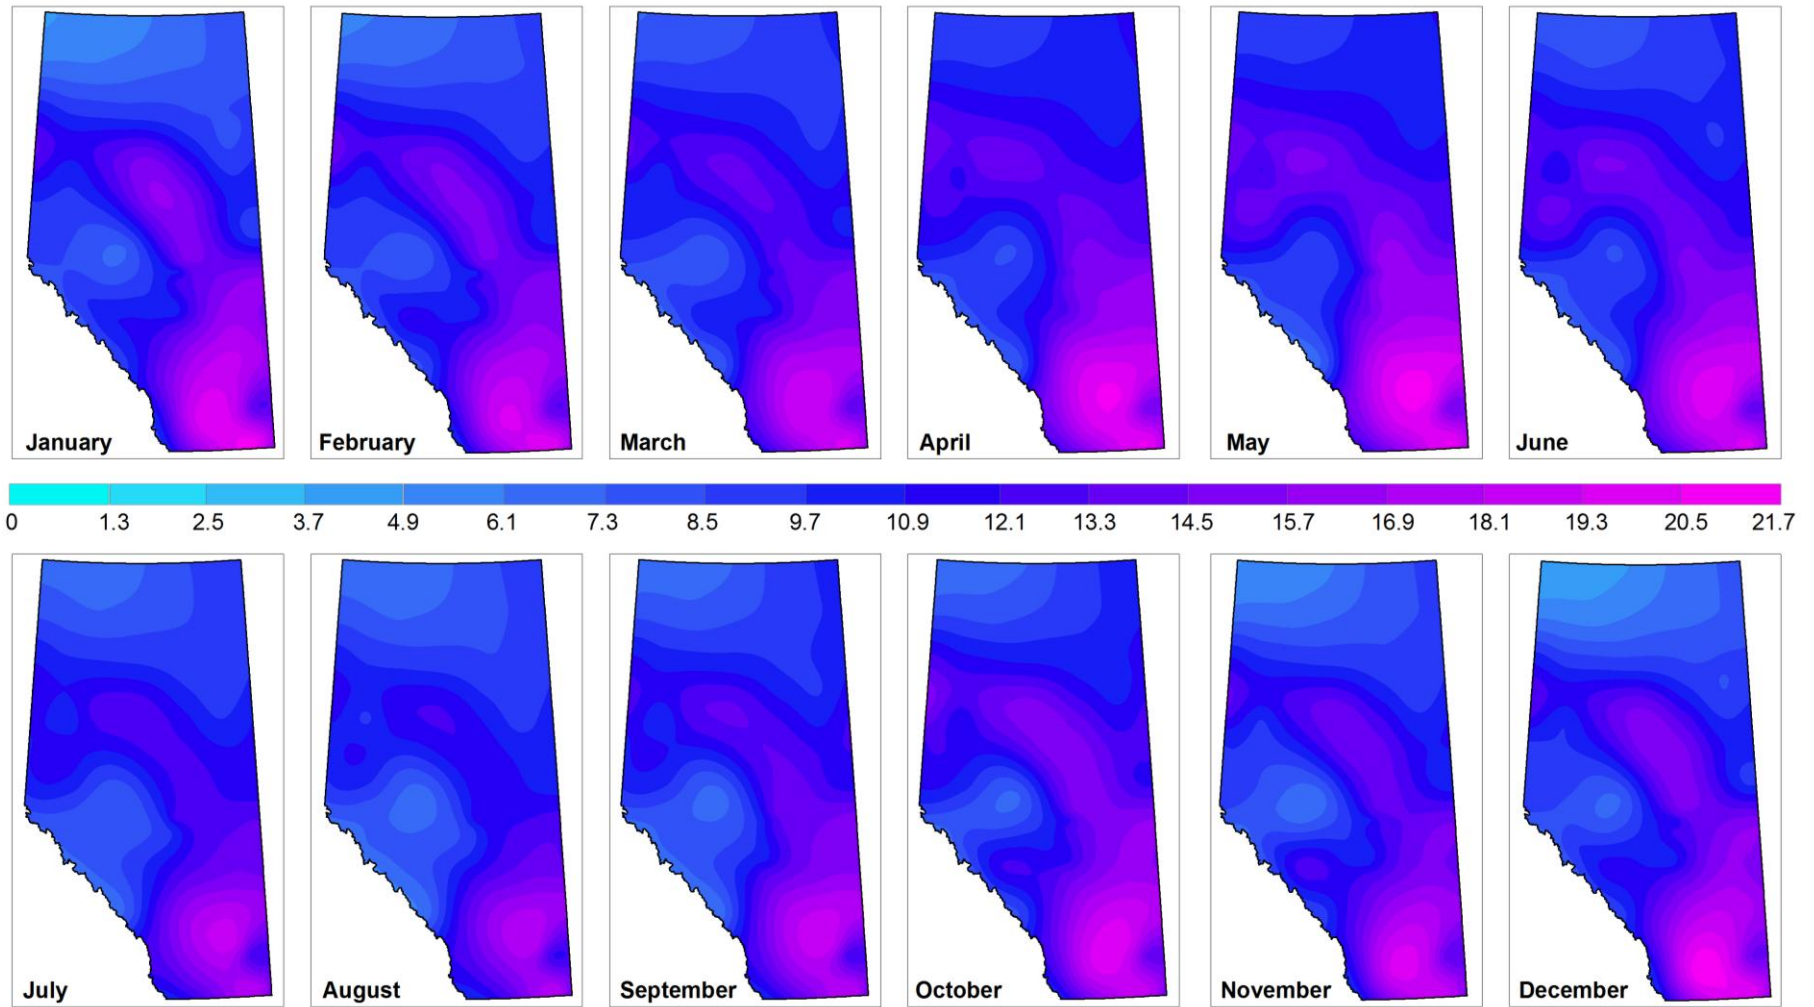 January February March April May June
0 1.3 2.5 3.7 4.9 6.1 7.3 8.5 9.7 10.9 12.1 13.3 14.5 15.7 16.9 18.1 19.3 20.5 21.7
July August September October November December